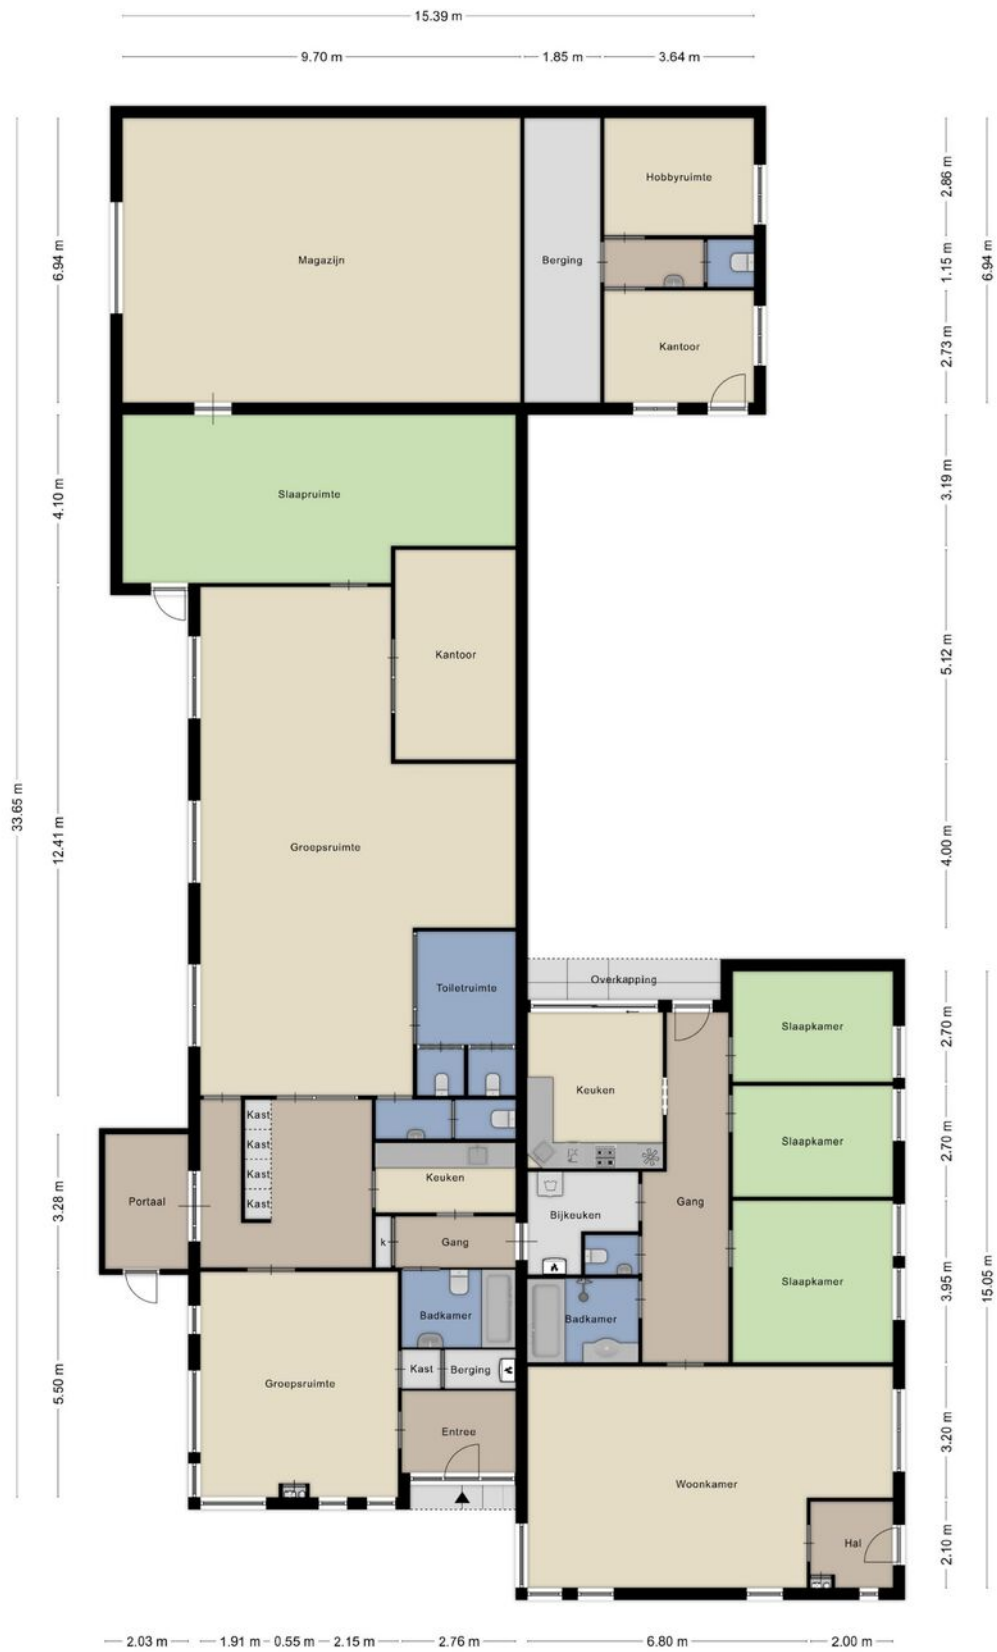 15.39 m
9.70 m
1.85 m
3.64 m
Hobbyruimte
Magazijn
Berging
Kantoor
6.94 m
2.86 m
1.15 m
2.73 m
6.94 m
Slaapruimte
4.10 m
3.19 m
Kantoor
5.12 m
33.65 m
12.41 m
Groepsruimte
4.00 m
Toiletruimte
Overkapping
Slaapkamer
2.70 m
Keuken
Kast
Kast
Kast
Kast
Slaapkamer
2.70 m
Portaal
3.28 m
Keuken
Gang
Bijkeuken
k
Gang
Slaapkamer
3.95 m
15.05 m
Badkamer
Badkamer
Groepsruimte
5.50 m
Kast
Berging
Entree
Woonkamer
3.20 m
Hal
2.10 m
2.03 m
1.91 m
0.55 m
2.15 m
2.76 m
6.80 m
2.00 m